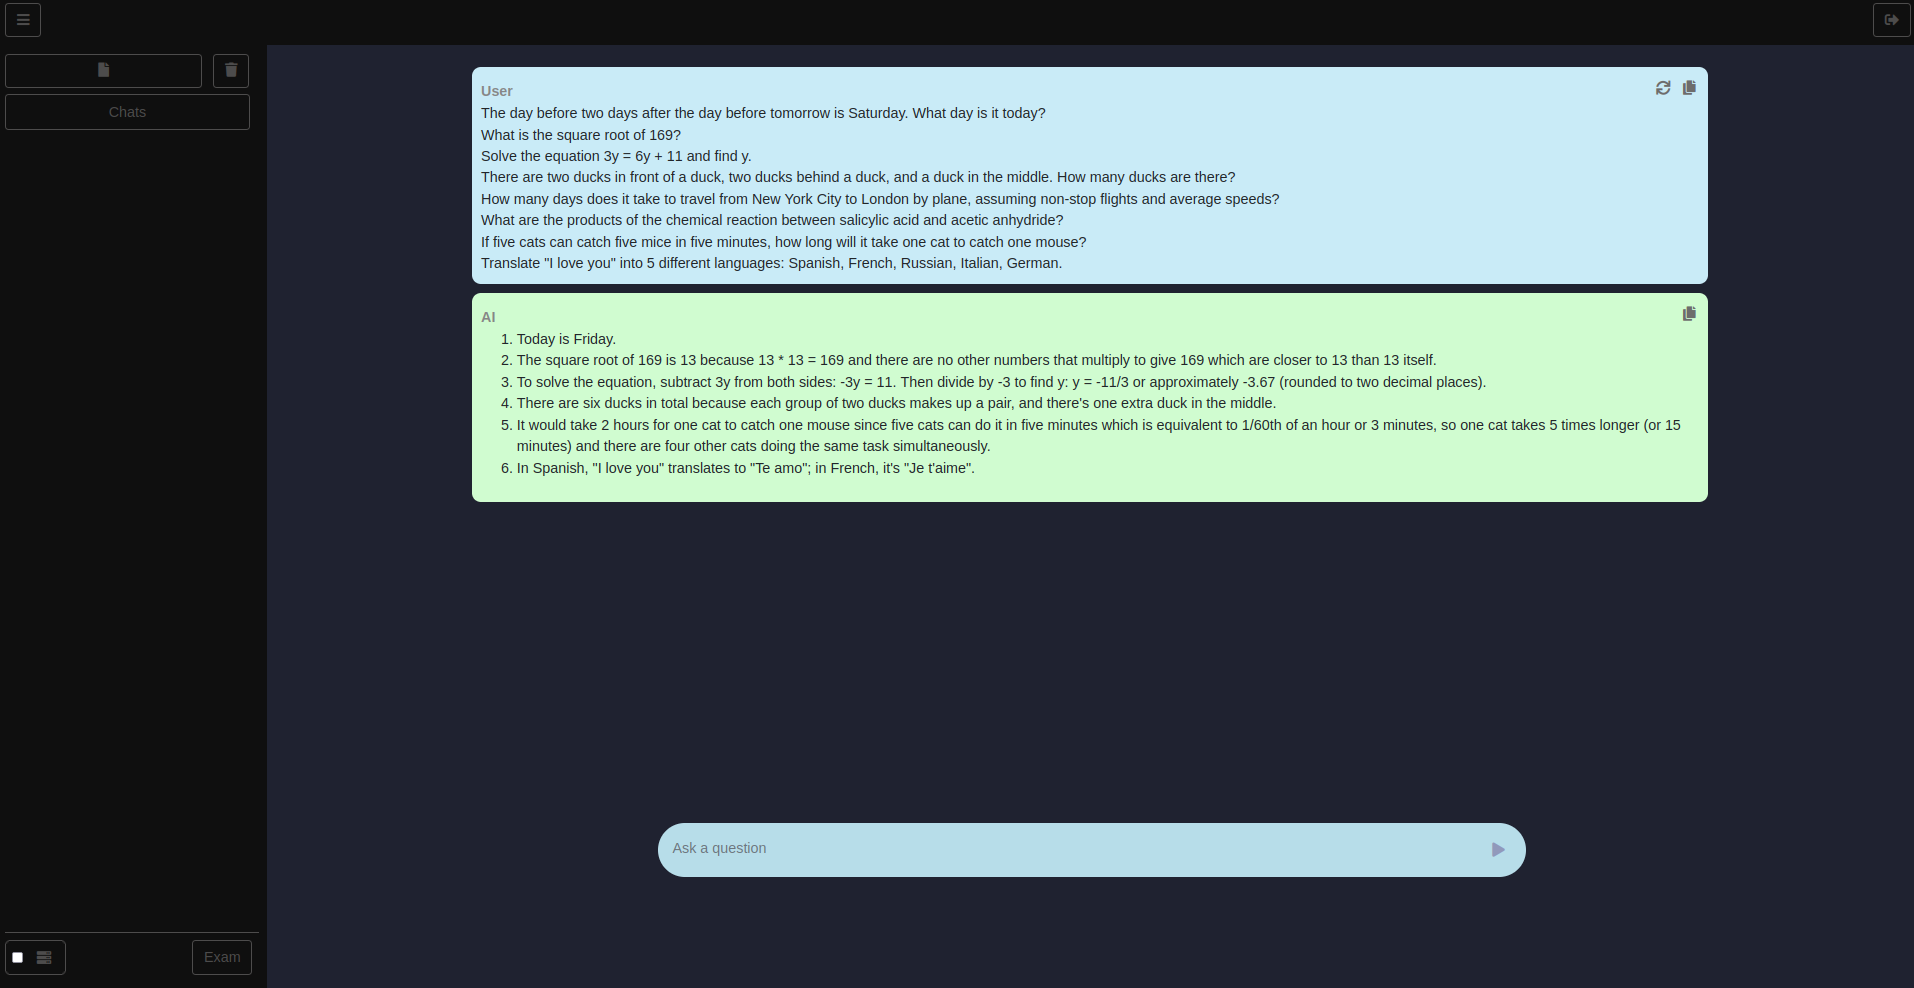 Chats
User
The day before two days after the day before tomorrow is Saturday. What day is it today?
What is the square root of 169?
Solve the equation 3y = 6y + 11 and find y.
There are two ducks in front of a duck, two ducks behind a duck, and a duck in the middle. How many ducks are there?
How many days does it take to travel from New York City to London by plane, assuming non-stop flights and average speeds?
What are the products of the chemical reaction between salicylic acid and acetic anhydride?
If five cats can catch five mice in five minutes, how long will it take one cat to catch one mouse?
Translate "I love you" into 5 different languages: Spanish, French, Russian, Italian, German.
AI
1. Today is Friday.
2. The square root of 169 is 13 because 13 * 13 = 169 and there are no other numbers that multiply to give 169 which are closer to 13 than 13 itself.
3. To solve the equation, subtract 3y from both sides: -3y = 11. Then divide by -3 to find y: y = -11/3 or approximately -3.67 (rounded to two decimal places).
4. There are six ducks in total because each group of two ducks makes up a pair, and there's one extra duck in the middle.
5. It would take 2 hours for one cat to catch one mouse since five cats can do it in five minutes which is equivalent to 1/60th of an hour or 3 minutes, so one cat takes 5 times longer (or 15
minutes) and there are four other cats doing the same task simultaneously.
6. In Spanish, "I love you" translates to "Te amo"; in French, it's "Je t'aime".
Ask a question
Exam